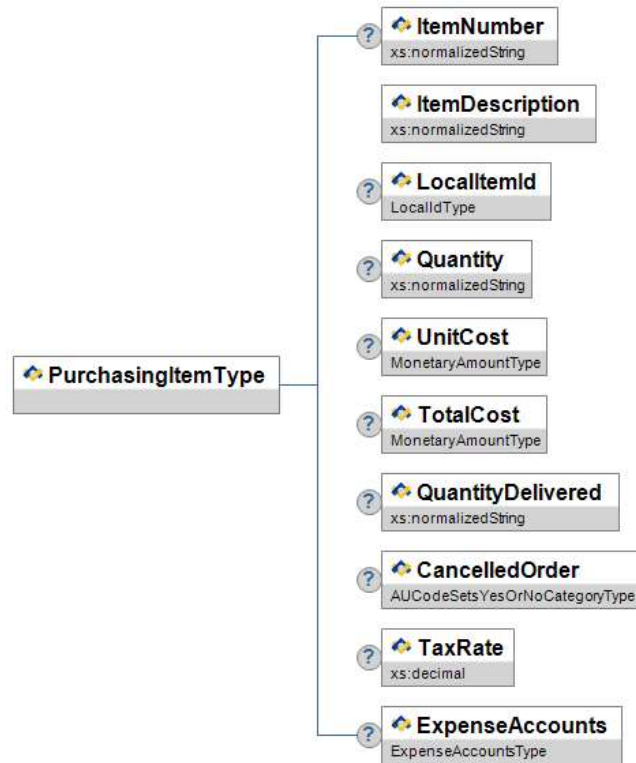 ? ItemNumber
xs:normalizedString
ItemDescription
xs:normalizedString
? LocalItemId
LocalIdType
? Quantity
xs:normalizedString
? UnitCost
MonetaryAmountType
PurchasingItemType
? TotalCost
MonetaryAmountType
? QuantityDelivered
xs:normalizedString
? CancelledOrder
AUCodeSetsYesOrNoCategoryType
? TaxRate
xs:decimal
? ExpenseAccounts
ExpenseAccountsType